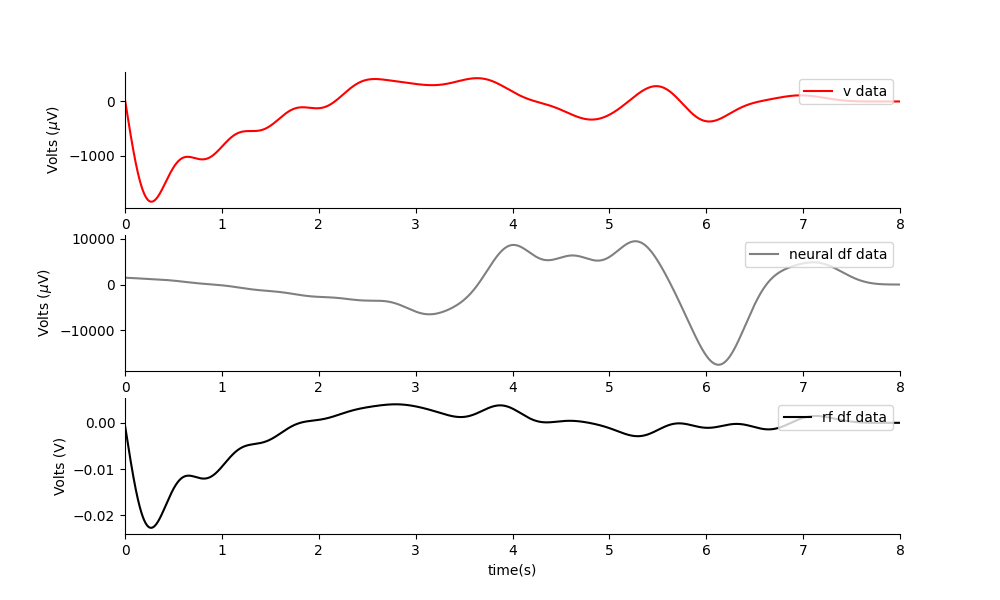 0
−1000
Volts (μV)
v data
0 1 2 3 4 5 6 7 8
10000
0
−10000
Volts (μV)
neural df data
0 1 2 3 4 5 6 7 8
0.00
−0.01
−0.02
Volts (V)
rf df data
0 1 2 3 4 5 6 7 8
time(s)